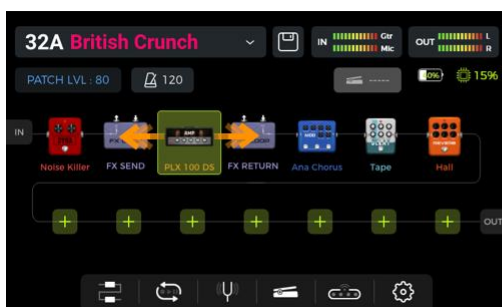 32A British Crunch
IN Gtr Mic
OUT L R
PATCH LVL : 80
120
15%
IN
AMP
Noise Killer
FX SEND
PLX 100 DS
FX RETURN
Ana Chorus
Tape
Hall
OUT